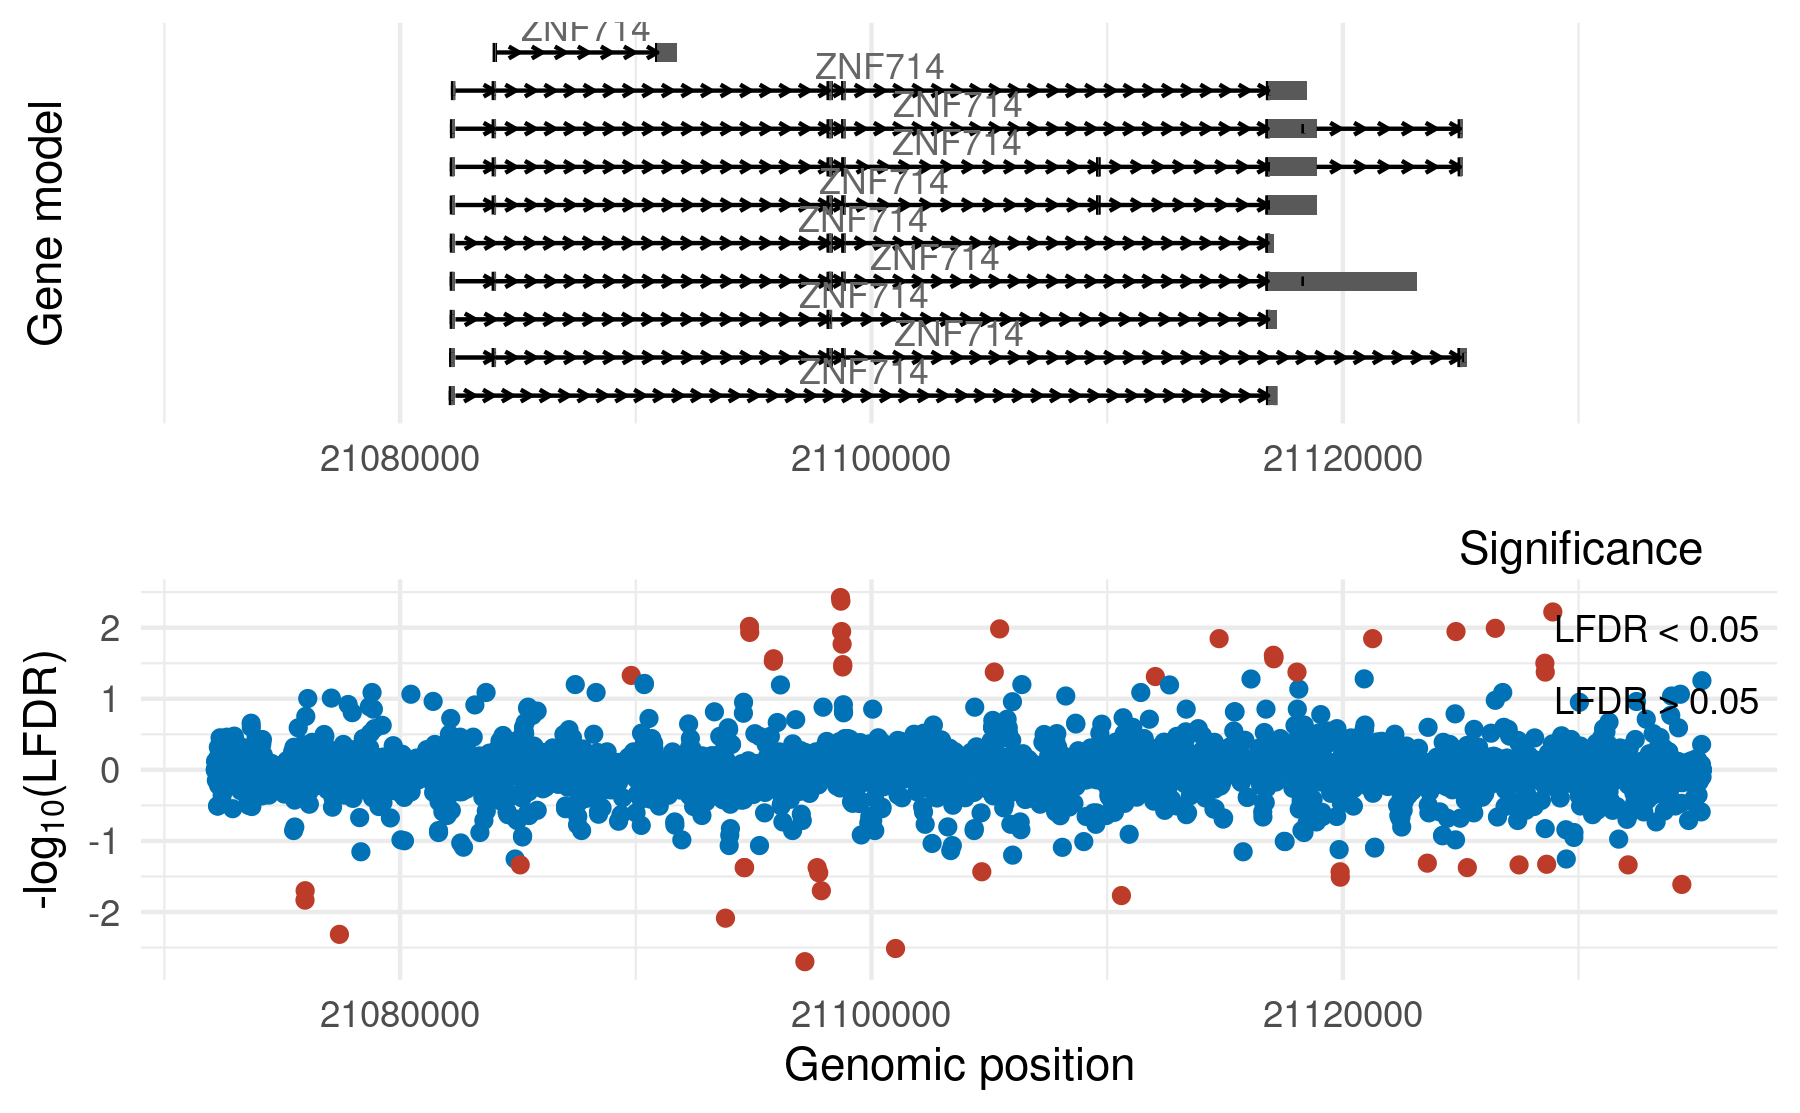 ZNF714
ZNF714
ZNF714
ZNF714
ZNF714
ZNF714
ZNF714
ZNF714
ZNF714
ZNF714
Gene model
21080000 21100000 21120000
Significance
LFDR < 0.05
LFDR > 0.05
2
1
0
-1
-2
-log10(LFDR)
21080000 21100000 21120000
Genomic position